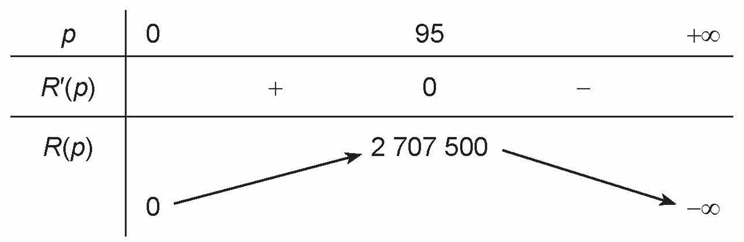 p 0 95 +∞
R′(p) + 0 −
R(p) 2 707 500
0 −∞